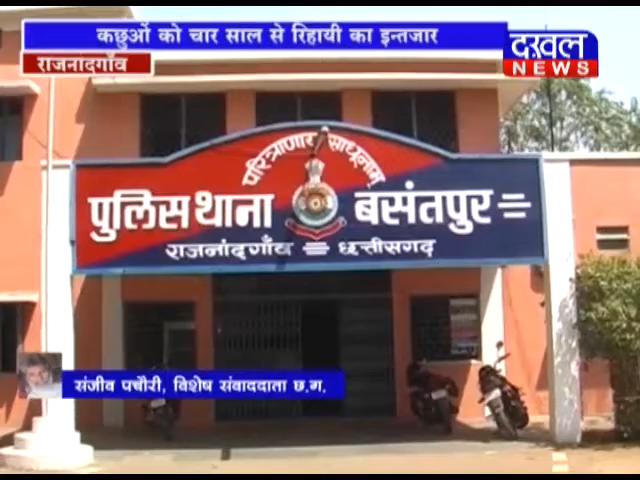 कछुओं को चार साल से रिहायी का इन्तजार
दखल
NEWS
राजनादगाँव
परित्राणाय साधूनाम्
पुलिस थाना बसंतपुर
राजनांदगाँव = छत्तीसगढ़
संजीव पचौरी, विशेष संवाददाता छ.ग.